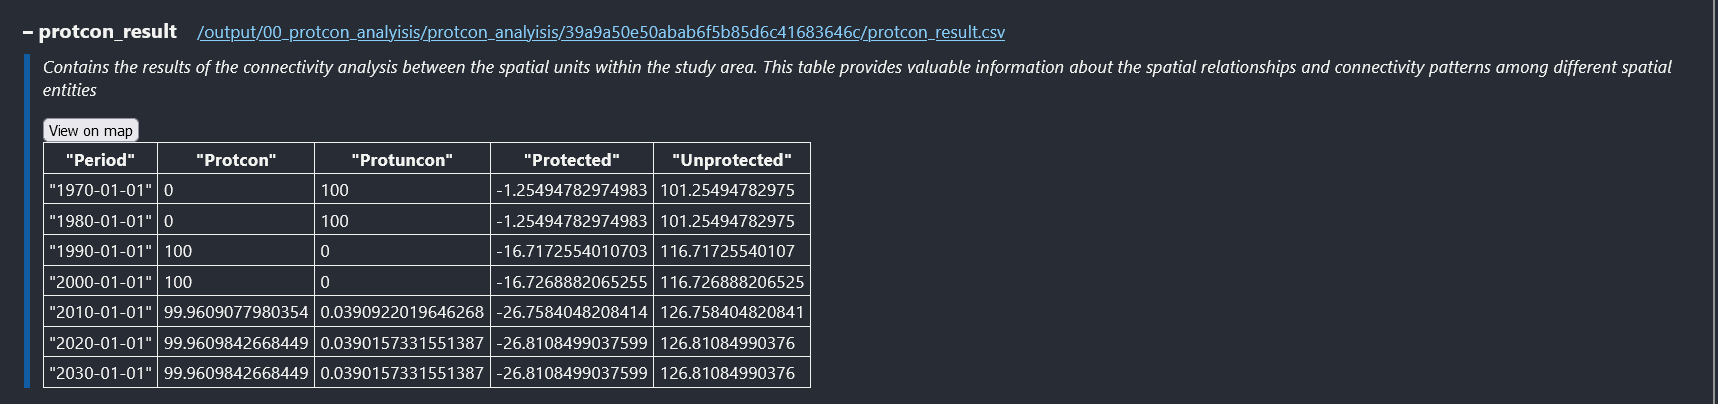 – protcon_result /output/00_protcon_analyisis/protcon_analyisis/39a9a50e50abab6f5b85d6c41683646c/protcon_result.csv
Contains the results of the connectivity analysis between the spatial units within the study area. This table provides valuable information about the spatial relationships and connectivity patterns among different spatial
entities
View on map
"Period" "Protcon" "Protuncon" "Protected" "Unprotected"
"1970-01-01" 0 100 -1.25494782974983 101.25494782975
"1980-01-01" 0 100 -1.25494782974983 101.25494782975
"1990-01-01" 100 0 -16.7172554010703 116.71725540107
"2000-01-01" 100 0 -16.7268882065255 116.726888206525
"2010-01-01" 99.9609077980354 0.0390922019646268 -26.7584048208414 126.758404820841
"2020-01-01" 99.9609842668449 0.0390157331551387 -26.8108499037599 126.81084990376
"2030-01-01" 99.9609842668449 0.0390157331551387 -26.8108499037599 126.81084990376